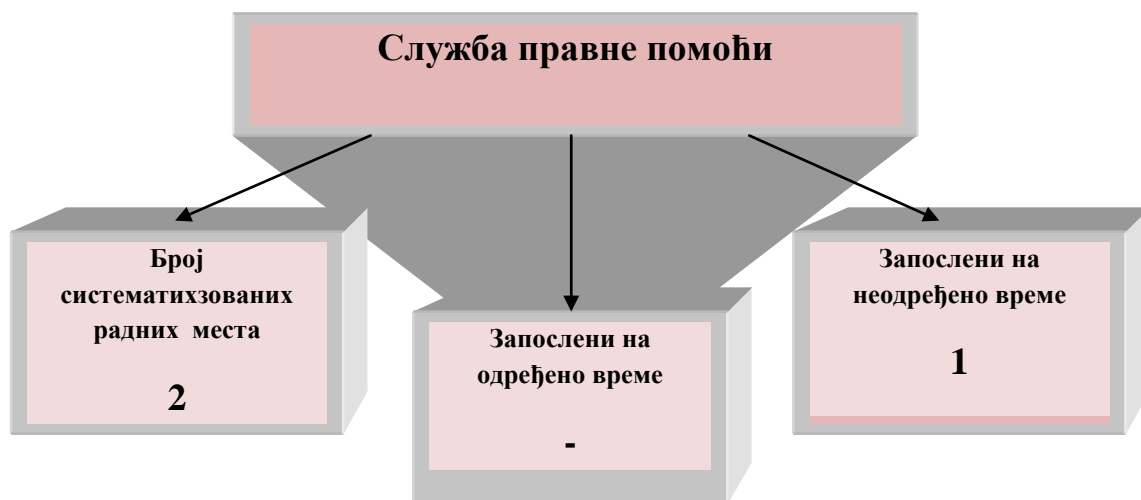 Служба правне помоћи
Број
систематихзованих
радних места
2
Запослени на
одређено време
-
Запослени на
неодређено време
1